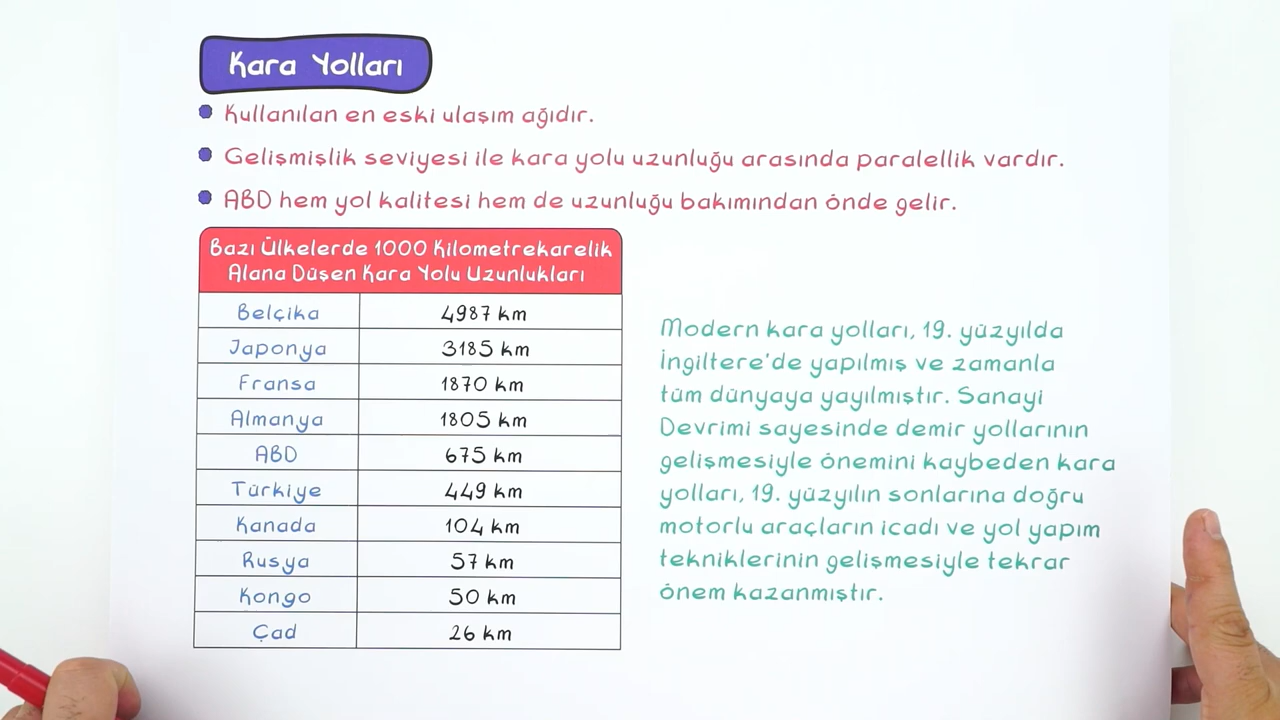 Kara Yolları
Kullanılan en eski ulaşım ağıdır.
Gelişmişlik seviyesi ile kara yolu uzunluğu arasında paralellik vardır.
ABD hem yol kalitesi hem de uzunluğu bakımından önde gelir.
Bazı Ülkelerde 1000 Kilometrekarelik
Alana Düşen Kara Yolu Uzunlukları
Belçika 4987 km
Japonya 3185 km
Fransa 1870 km
Almanya 1805 km
ABD 675 km
Türkiye 449 km
Kanada 104 km
Rusya 57 km
Kongo 50 km
Çad 26 km
Modern kara yolları, 19. yüzyılda
İngiltere'de yapılmış ve zamanla
tüm dünyaya yayılmıştır. Sanayi
Devrimi sayesinde demir yollarının
gelişmesiyle önemini kaybeden kara
yolları, 19. yüzyılın sonlarına doğru
motorlu araçların icadı ve yol yapım
tekniklerinin gelişmesiyle tekrar
önem kazanmıştır.